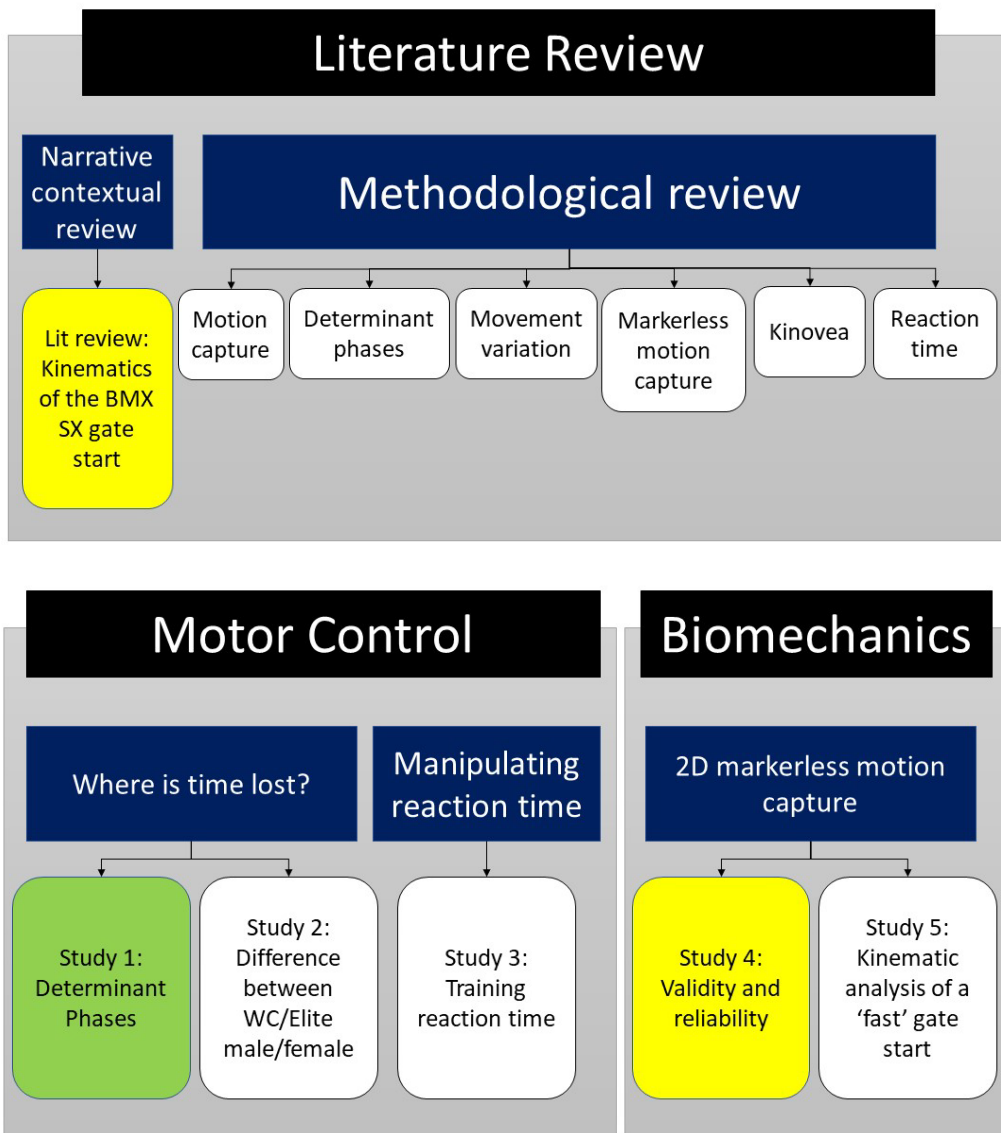 Literature Review
Narrative
contextual
review
Methodological review
Lit review:
Kinematics
of the BMX
SX gate
start
Motion
capture
Determinant
phases
Movement
variation
Markerless
motion
capture
Kinovea
Reaction
time
Motor Control
Where is time lost?
Manipulating
reaction time
Study 1:
Determinant
Phases
Study 2:
Difference
between
WC/Elite
male/female
Study 3:
Training
reaction time
Biomechanics
2D markerless motion
capture
Study 4:
Validity and
reliability
Study 5:
Kinematic
analysis of a
‘fast’ gate
start